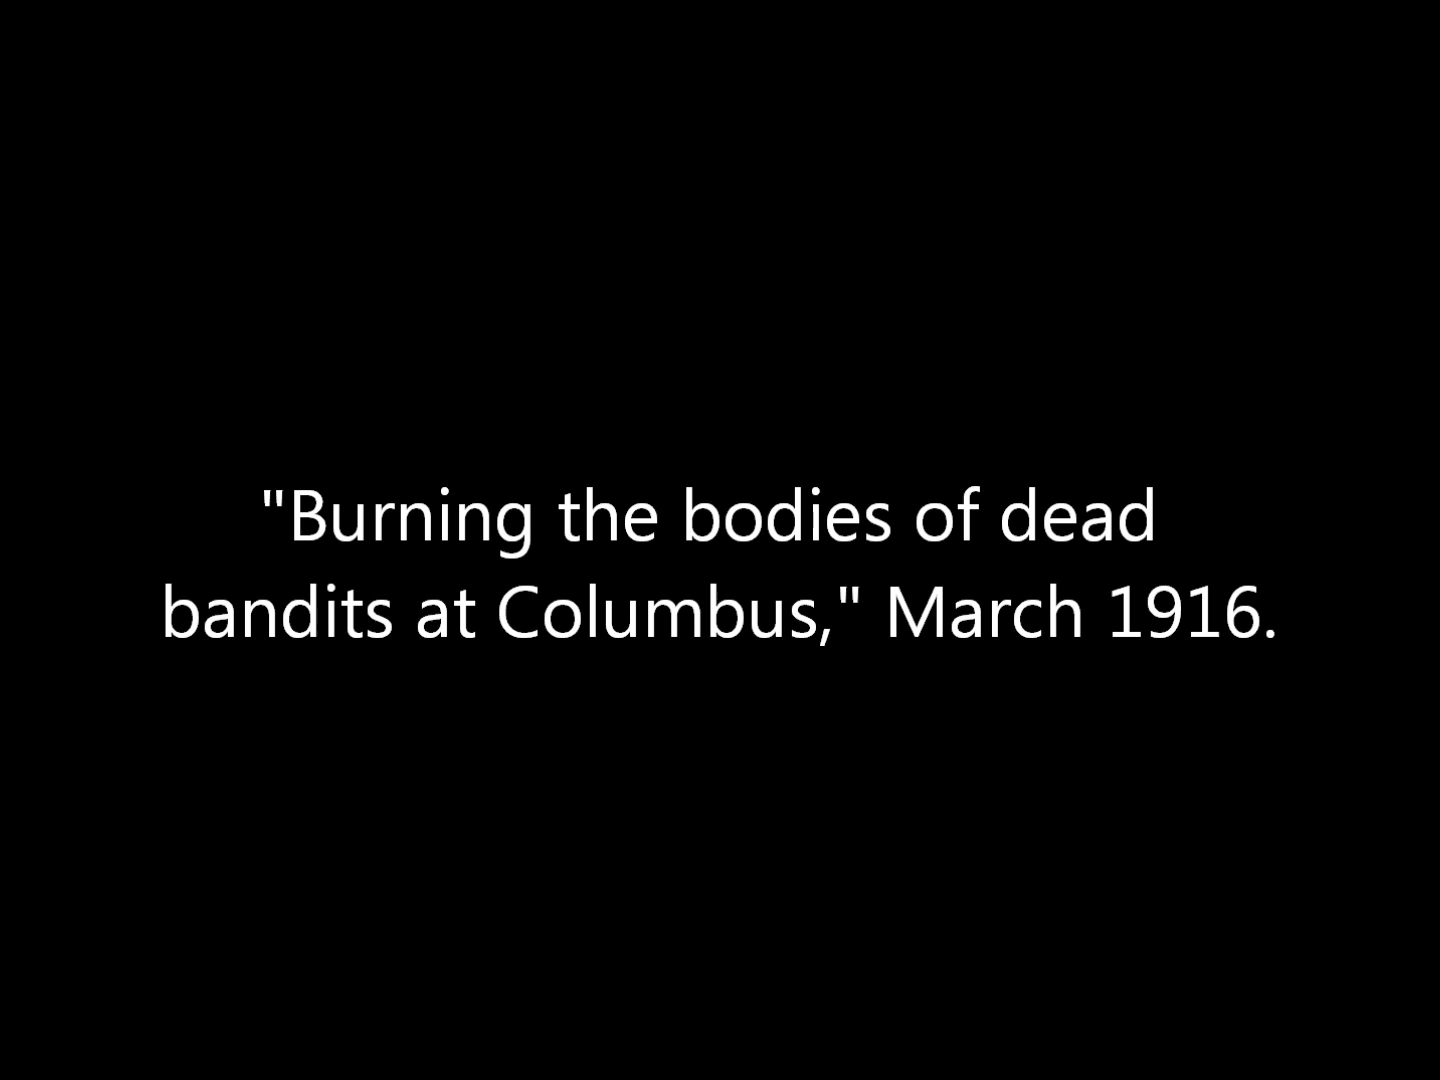 "Burning the bodies of dead
bandits at Columbus," March 1916.